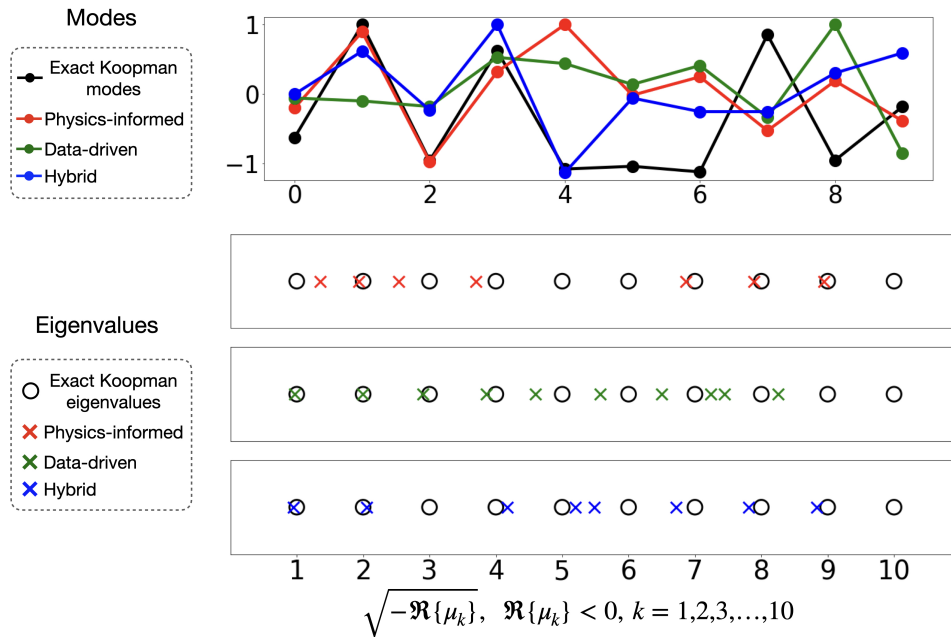 Modes
Exact Koopman
modes
Physics-informed
Data-driven
Hybrid
1
0
−1
0 2 4 6 8
Eigenvalues
Exact Koopman
eigenvalues
Physics-informed
Data-driven
Hybrid
1 2 3 4 5 6 7 8 9 10
√−ℜ{μₖ}, ℜ{μₖ} < 0, k = 1,2,3,…,10